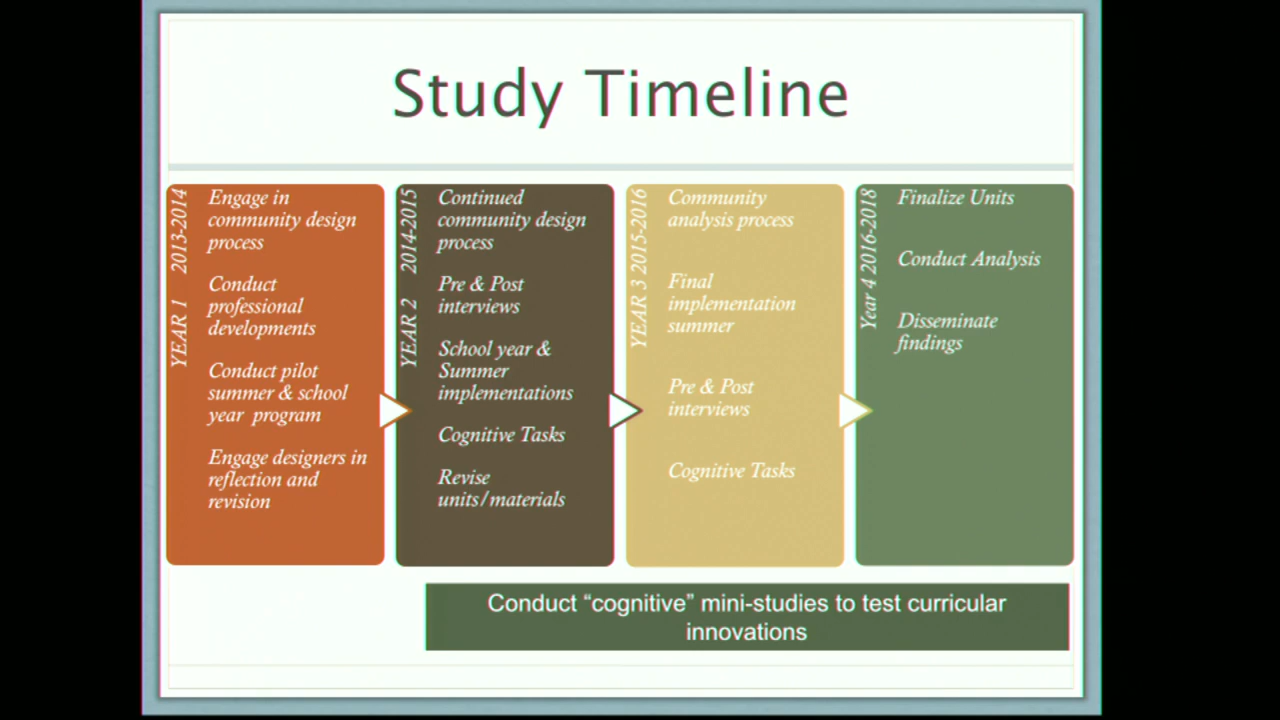 Study Timeline
YEAR 1 2013-2014
Engage in
community design
process
Conduct
professional
developments
Conduct pilot
summer & school
year program
Engage designers in
reflection and
revision
YEAR 2 2014-2015
Continued
community design
process
Pre & Post
interviews
School year &
Summer
implementations
Cognitive Tasks
Revise
units/materials
YEAR 3 2015-2016
Community
analysis process
Final
implementation
summer
Pre & Post
interviews
Cognitive Tasks
Year 4 2016-2018
Finalize Units
Conduct Analysis
Disseminate
findings
Conduct “cognitive” mini-studies to test curricular
innovations